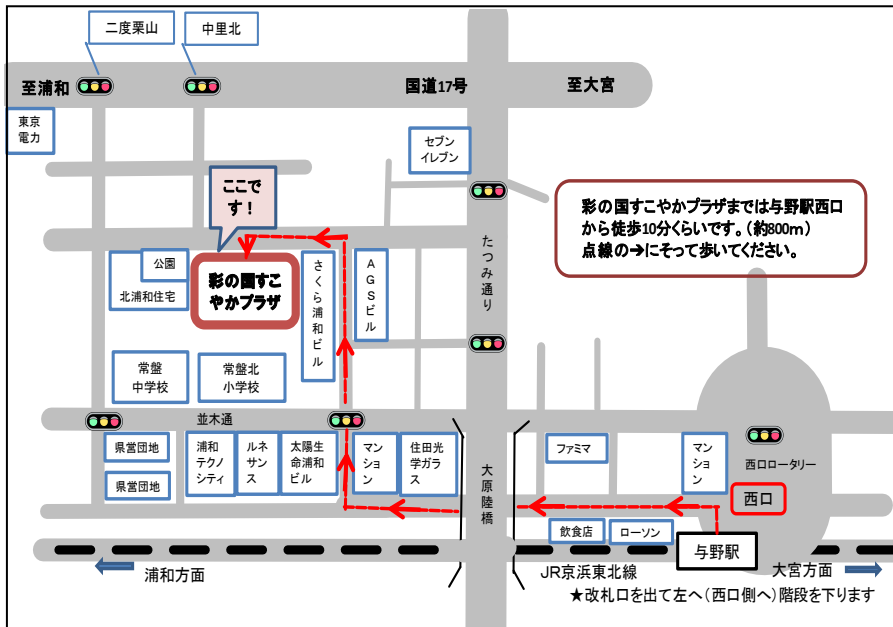 二度栗山
中里北
至浦和
国道17号
至大宮
東京
電力
セブン
イレブン
ここで
す！
彩の国すこやかプラザまでは与野駅西口
から徒歩10分くらいです。（約800m）
点線の→にそって歩いてください。
たつみ通り
公園
北浦和住宅
彩の国すこ
やかプラザ
さくら浦和ビル
AGSビル
常盤
中学校
常盤北
小学校
並木通
県営団地
県営団地
浦和
テクノ
シティ
ルネ
サンス
太陽生
命浦和
ビル
マンション
住田光
学ガラス
大原陸橋
ファミマ
マンション
西口ロータリー
西口
飲食店
ローソン
与野駅
浦和方面
JR京浜東北線
大宮方面
★改札口を出て左へ（西口側へ）階段を下ります